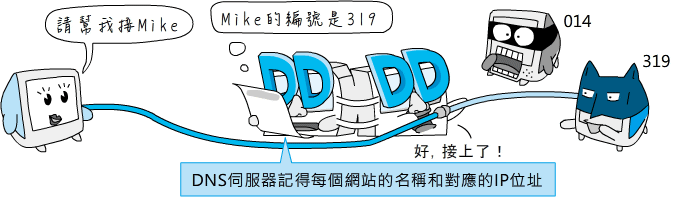 請幫我接Mike
Mike的編號是319
014
319
DD DD
好，接上了！
DNS伺服器記得每個網站的名稱和對應的IP位址